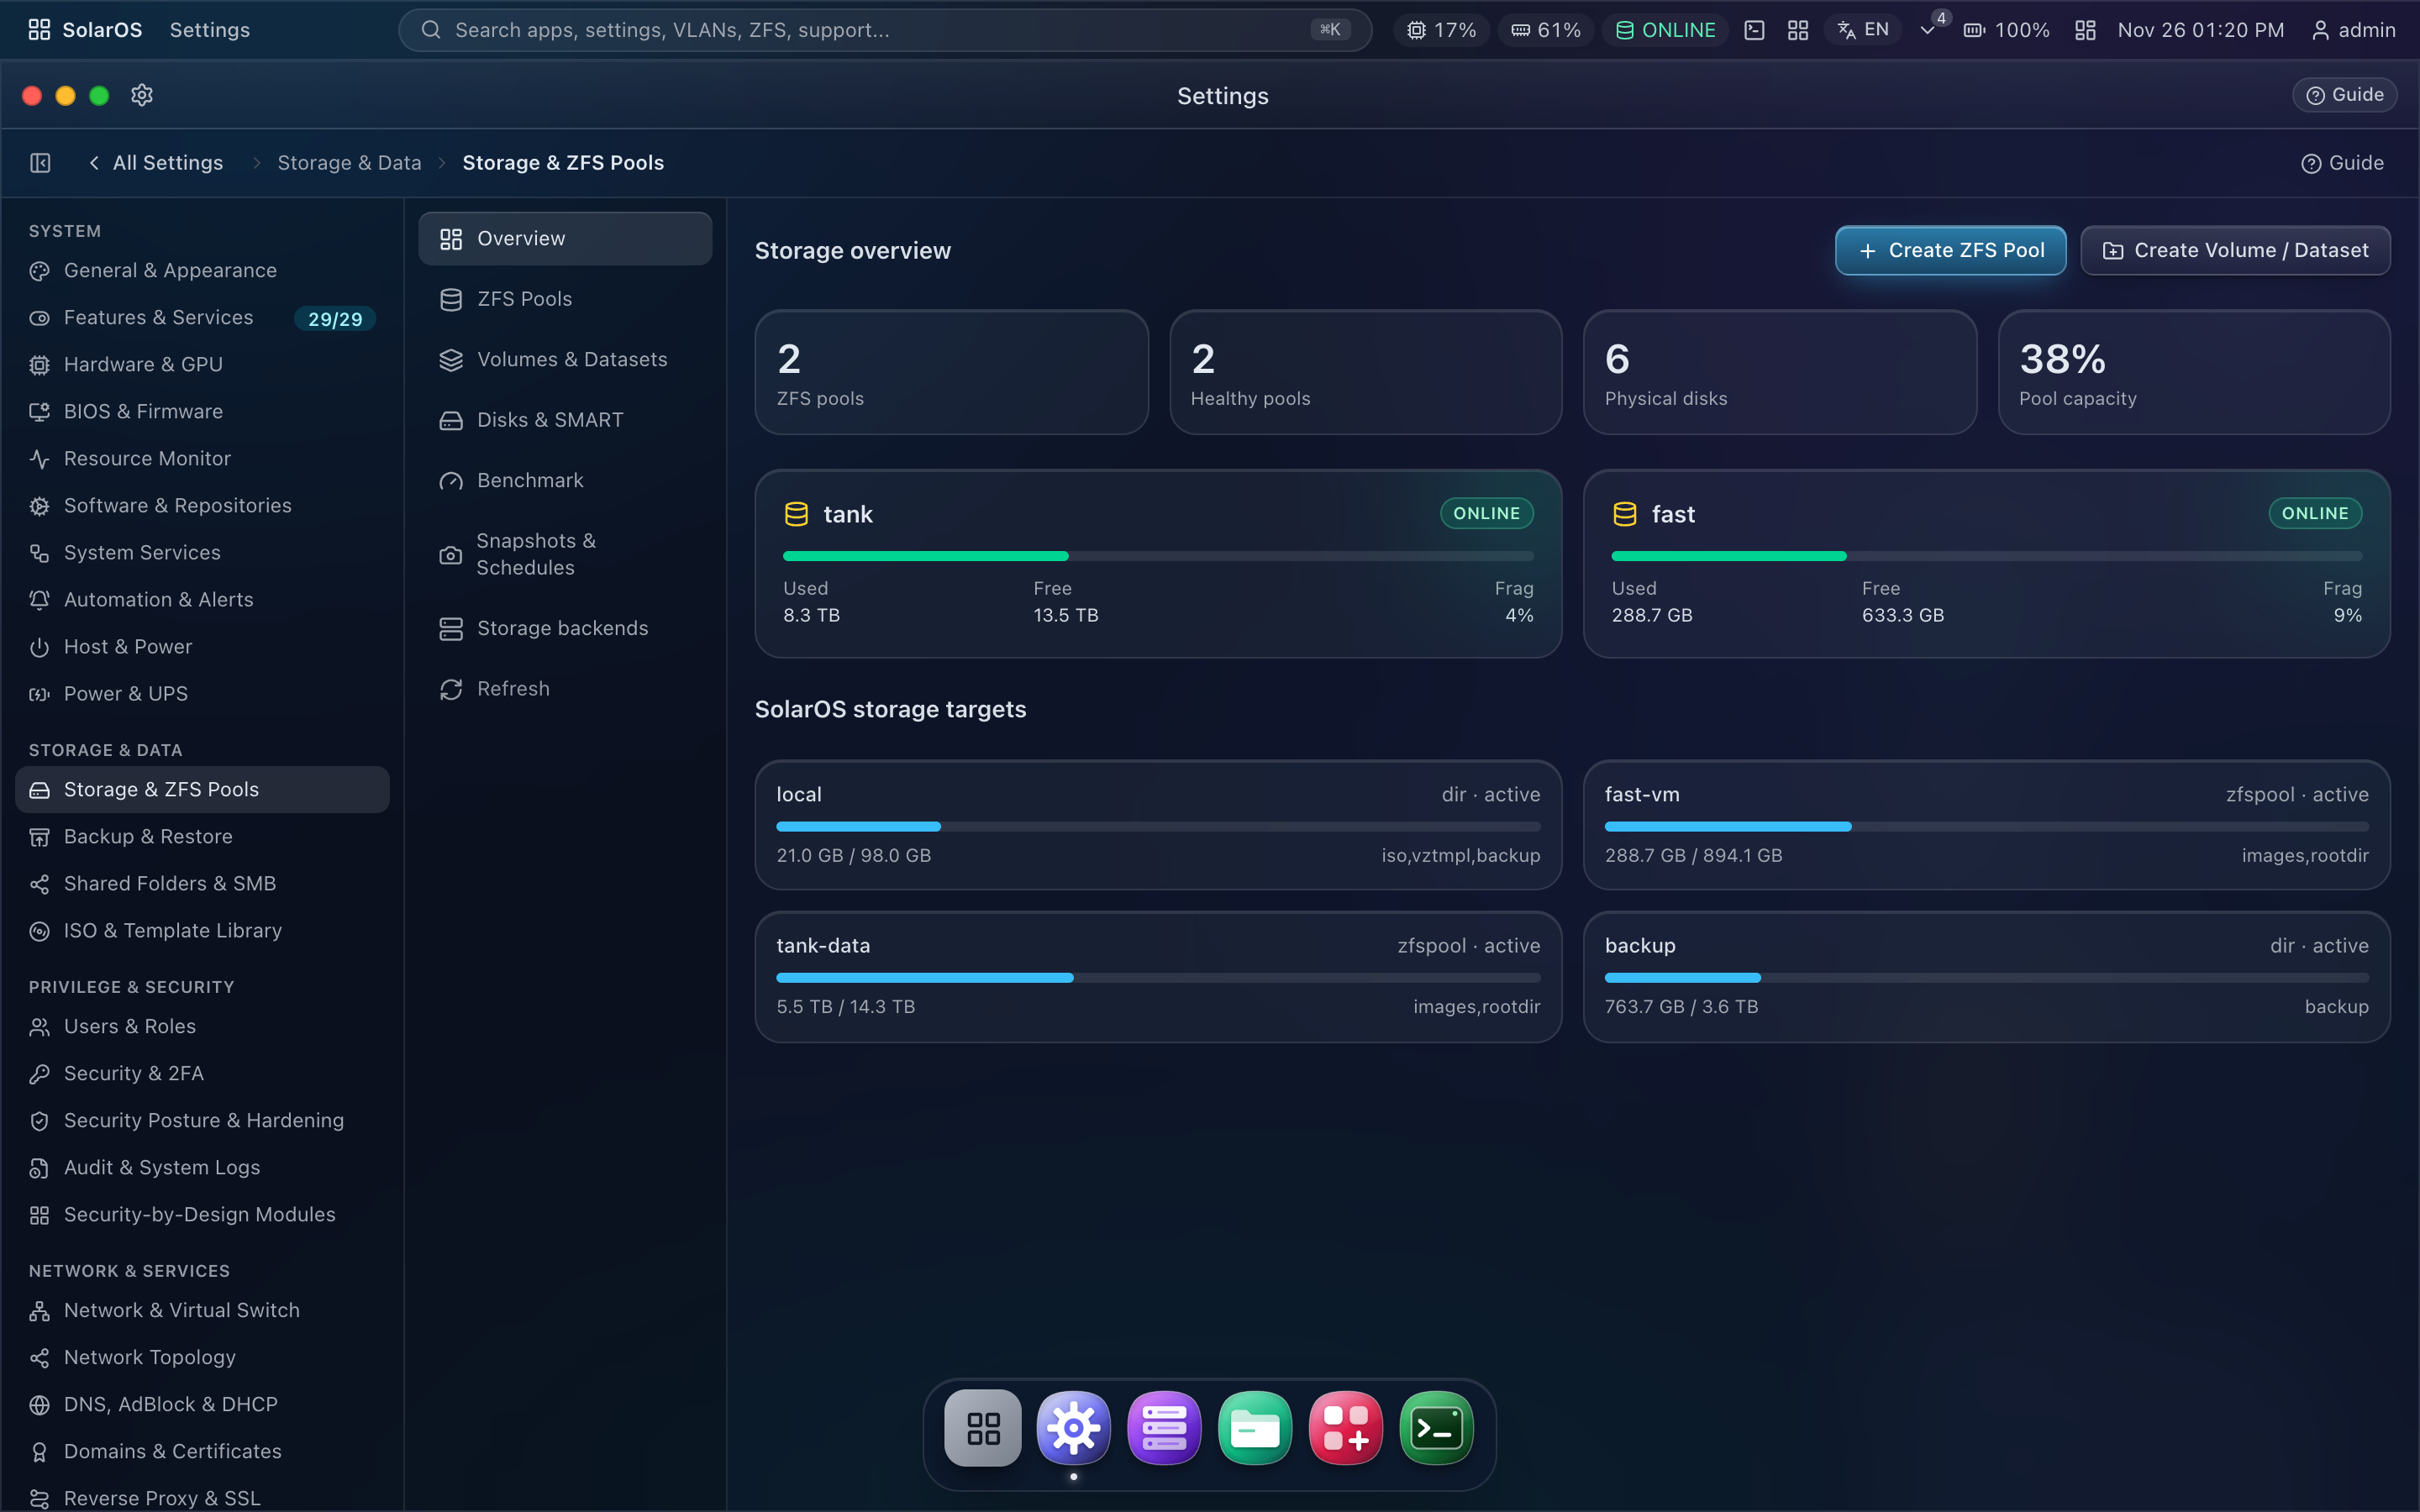 SolarOS Settings Search apps, settings, VLANs, ZFS, support... ⌘K 17% 61% ONLINE EN 4 100% Nov 26 01:20 PM admin
Settings Guide
All Settings Storage & Data Storage & ZFS Pools Guide
SYSTEM
General & Appearance
Features & Services 29/29
Hardware & GPU
BIOS & Firmware
Resource Monitor
Software & Repositories
System Services
Automation & Alerts
Host & Power
Power & UPS
STORAGE & DATA
Storage & ZFS Pools
Backup & Restore
Shared Folders & SMB
ISO & Template Library
PRIVILEGE & SECURITY
Users & Roles
Security & 2FA
Security Posture & Hardening
Audit & System Logs
Security-by-Design Modules
NETWORK & SERVICES
Network & Virtual Switch
Network Topology
DNS, AdBlock & DHCP
Domains & Certificates
Reverse Proxy & SSL
Overview
ZFS Pools
Volumes & Datasets
Disks & SMART
Benchmark
Snapshots &
Schedules
Storage backends
Refresh
Storage overview Create ZFS Pool Create Volume / Dataset
2
ZFS pools
2
Healthy pools
6
Physical disks
38%
Pool capacity
tank ONLINE
Used Free Frag
8.3 TB 13.5 TB 4%
fast ONLINE
Used Free Frag
288.7 GB 633.3 GB 9%
SolarOS storage targets
local dir · active
21.0 GB / 98.0 GB iso,vztmpl,backup
fast-vm zfspool · active
288.7 GB / 894.1 GB images,rootdir
tank-data zfspool · active
5.5 TB / 14.3 TB images,rootdir
backup dir · active
763.7 GB / 3.6 TB backup